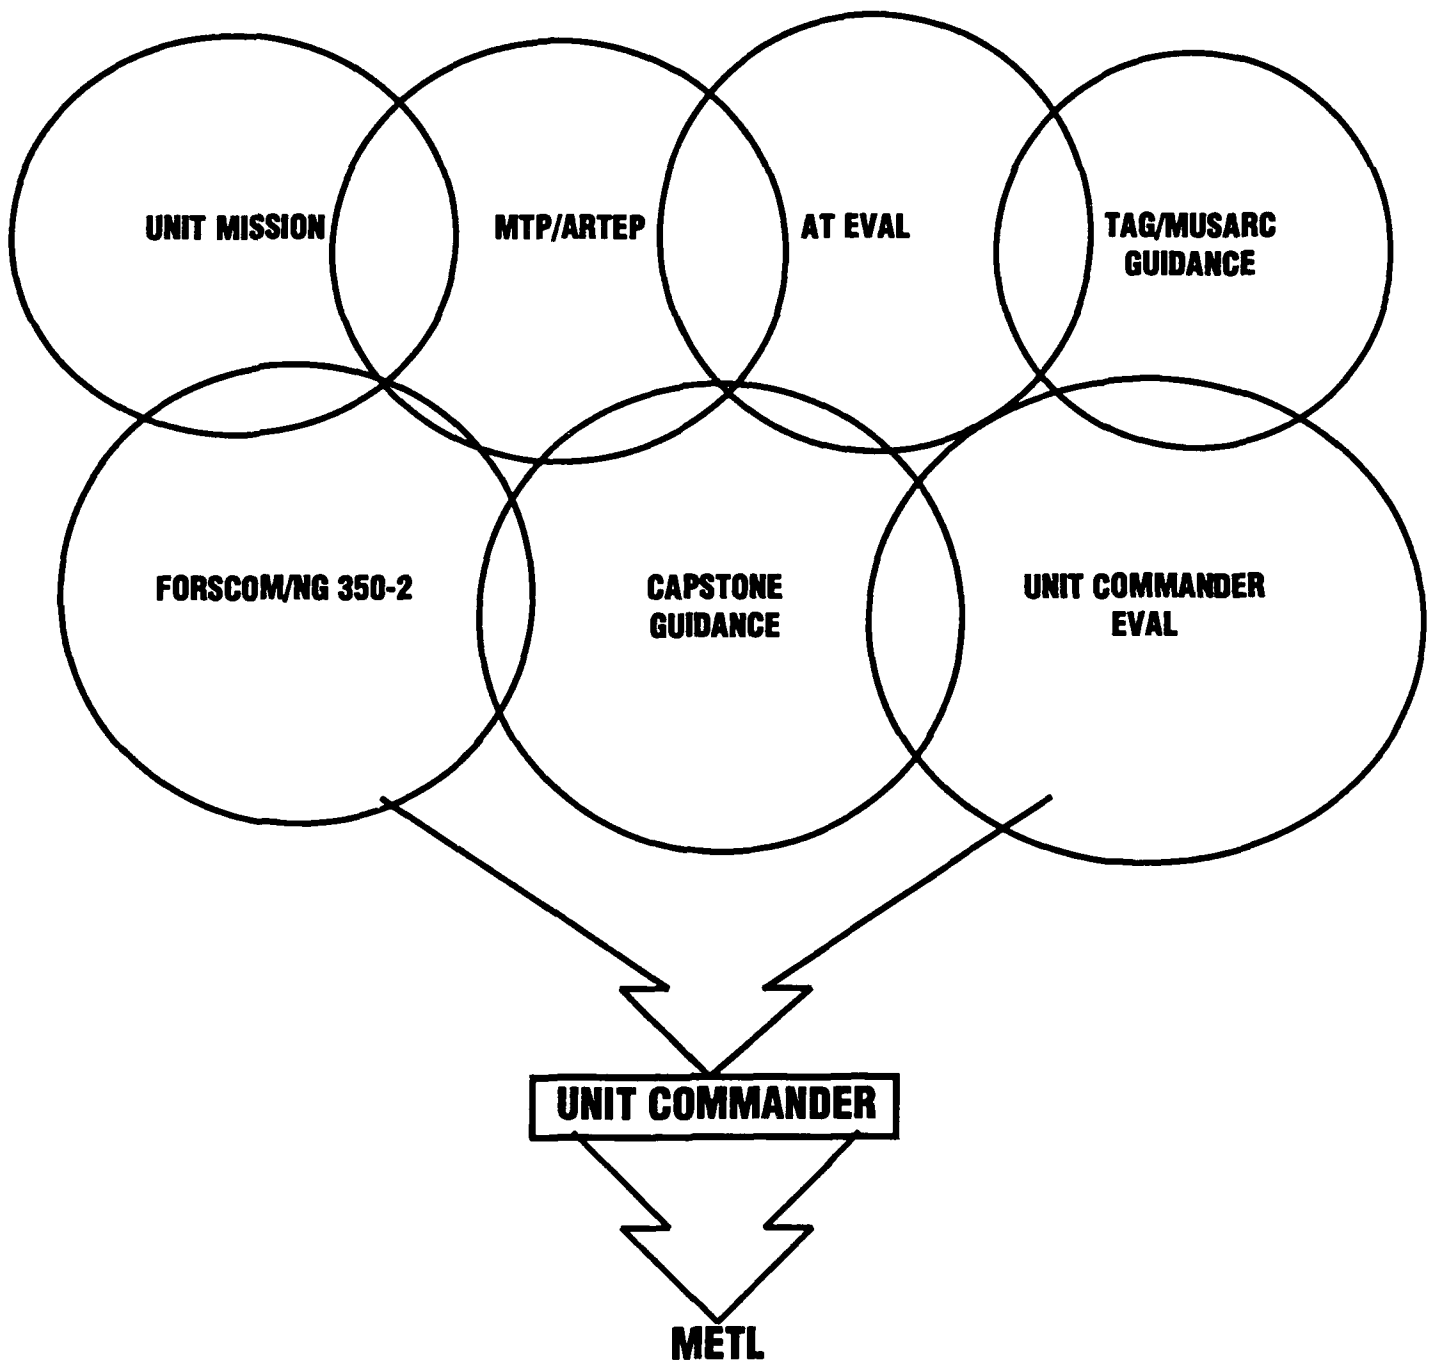 UNIT MISSION
MTP/ARTEP
AT EVAL
TAG/MUSARC
GUIDANCE
FORSCOM/NG 350-2
CAPSTONE
GUIDANCE
UNIT COMMANDER
EVAL
UNIT COMMANDER
METL